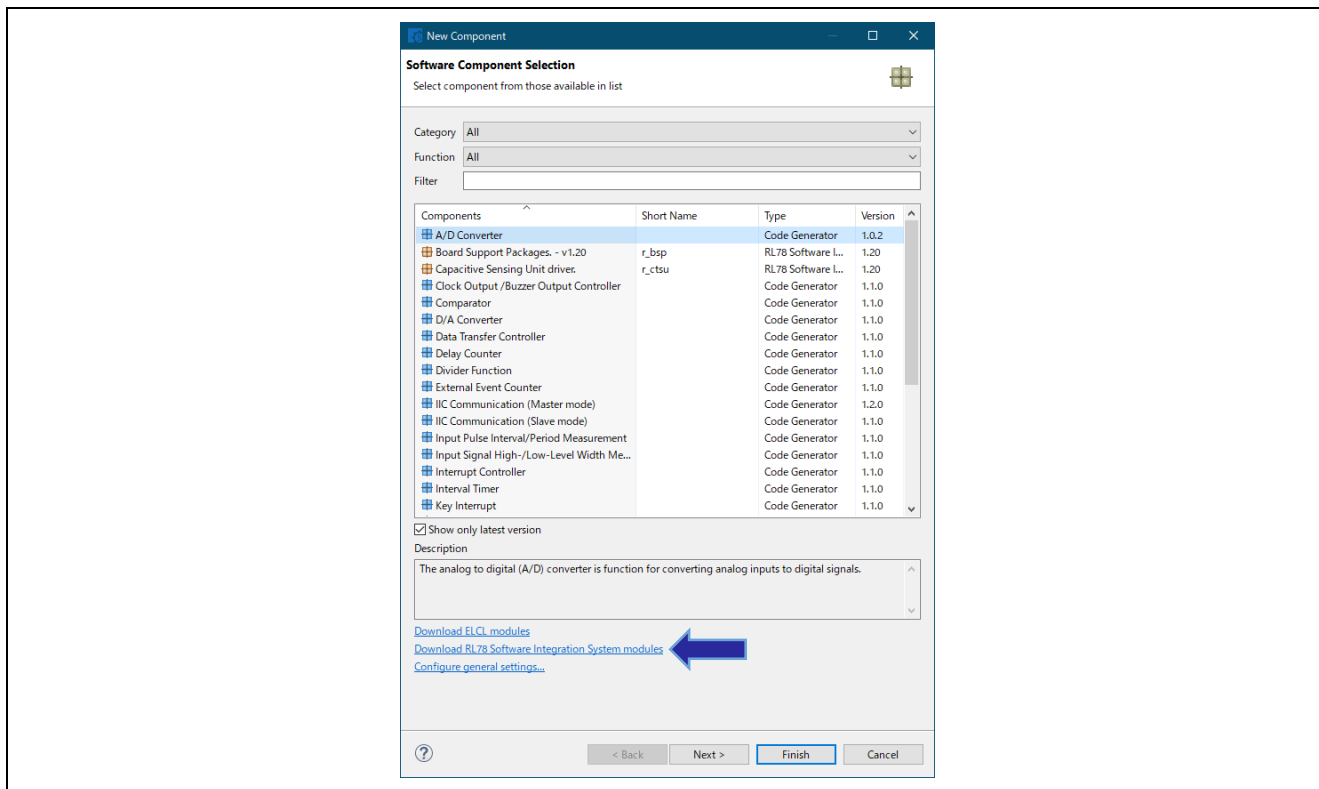 New Component
Software Component Selection
Select component from those available in list
Category All
Function All
Filter
Components Short Name Type Version
A/D Converter Code Generator 1.0.2
Board Support Packages. - v1.20 r_bsp RL78 Software I... 1.20
Capacitive Sensing Unit driver. r_ctsu RL78 Software I... 1.20
Clock Output /Buzzer Output Controller Code Generator 1.1.0
Comparator Code Generator 1.1.0
D/A Converter Code Generator 1.1.0
Data Transfer Controller Code Generator 1.1.0
Delay Counter Code Generator 1.1.0
Divider Function Code Generator 1.1.0
External Event Counter Code Generator 1.1.0
IIC Communication (Master mode) Code Generator 1.2.0
IIC Communication (Slave mode) Code Generator 1.1.0
Input Pulse Interval/Period Measurement Code Generator 1.1.0
Input Signal High-/Low-Level Width Me... Code Generator 1.1.0
Interrupt Controller Code Generator 1.1.0
Interval Timer Code Generator 1.1.0
Key Interrupt Code Generator 1.1.0
Show only latest version
Description
The analog to digital (A/D) converter is function for converting analog inputs to digital signals.
Download ELCL modules
Download RL78 Software Integration System modules
Configure general settings...
? < Back Next > Finish Cancel